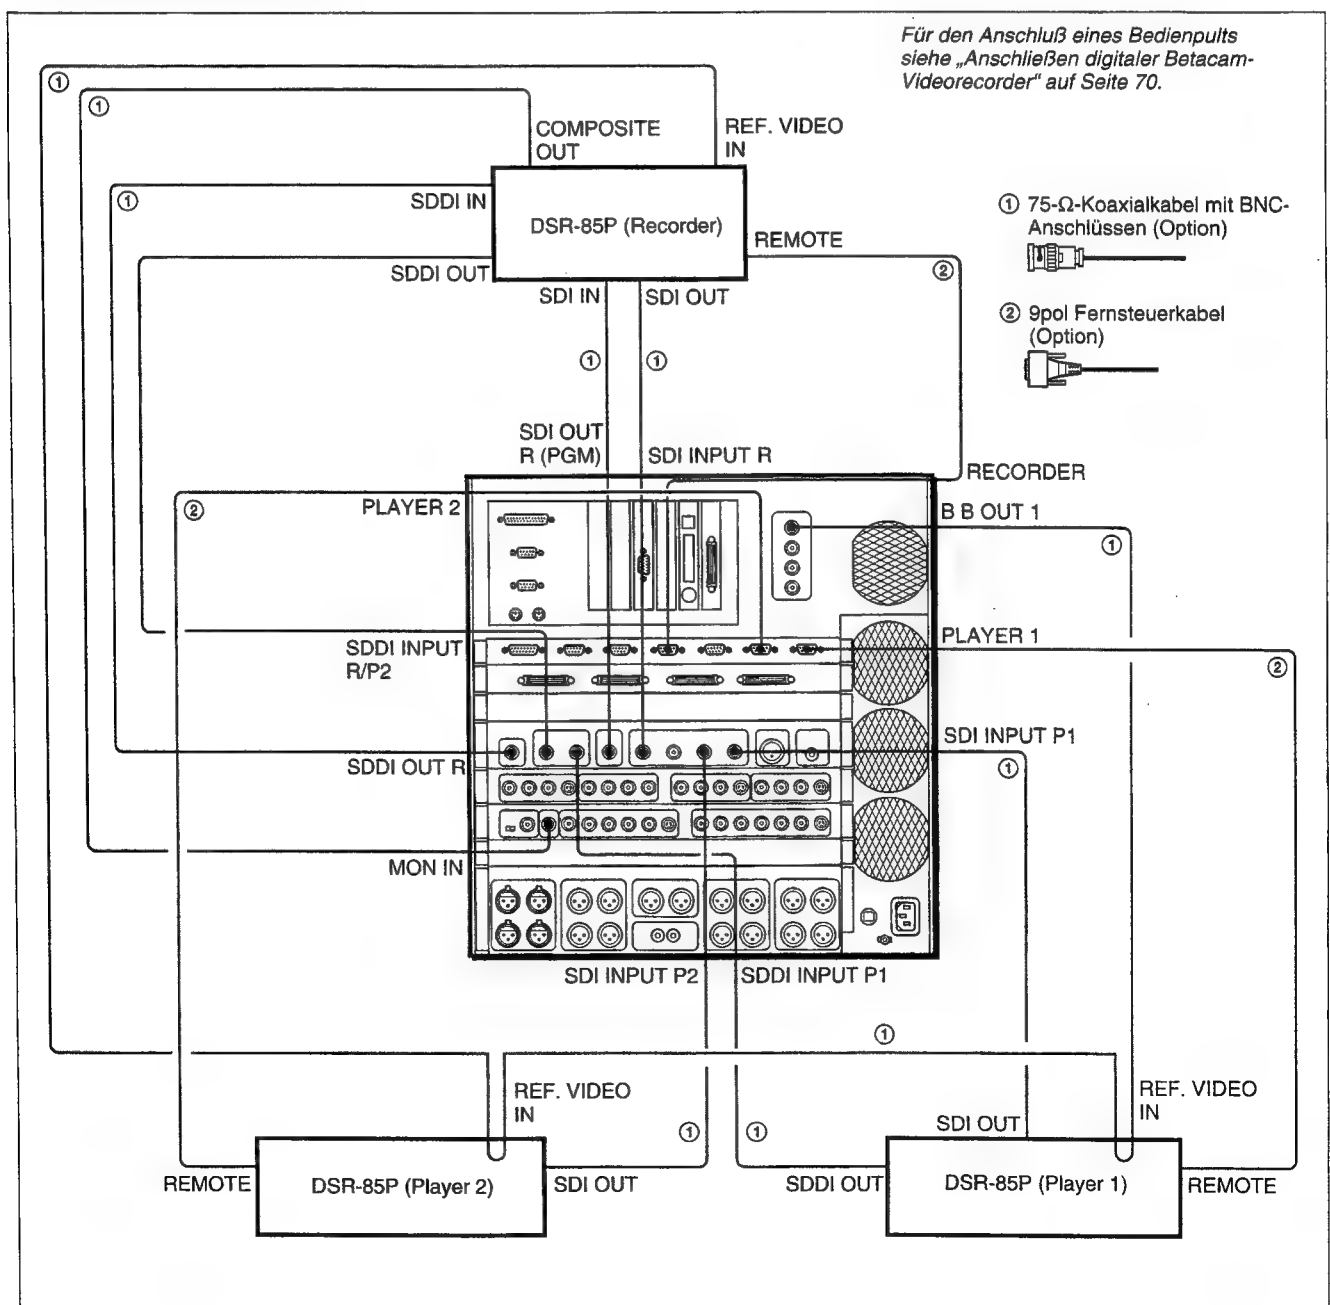 Für den Anschluß eines Bedienpults
siehe „Anschließen digitaler Betacam-
Videorecorder" auf Seite 70.
①
①
COMPOSITE
OUT
REF. VIDEO
IN
①
SDDI IN
DSR-85P (Recorder)
① 75-Ω-Koaxialkabel mit BNC-
Anschlüssen (Option)
REMOTE
SDDI OUT
②
SDI IN
SDI OUT
② 9pol Fernsteuerkabel
(Option)
①
①
SDI OUT
R (PGM)
SDI INPUT R
RECORDER
②
PLAYER 2
B B OUT 1
①
PLAYER 1
SDDI INPUT
R/P2
②
SDI INPUT P1
SDDI OUT R
①
MON IN
SDI INPUT P2
SDDI INPUT P1
①
REF. VIDEO
IN
REF. VIDEO
IN
①
①
SDI OUT
REMOTE
DSR-85P (Player 2)
SDI OUT
SDDI OUT
DSR-85P (Player 1)
REMOTE